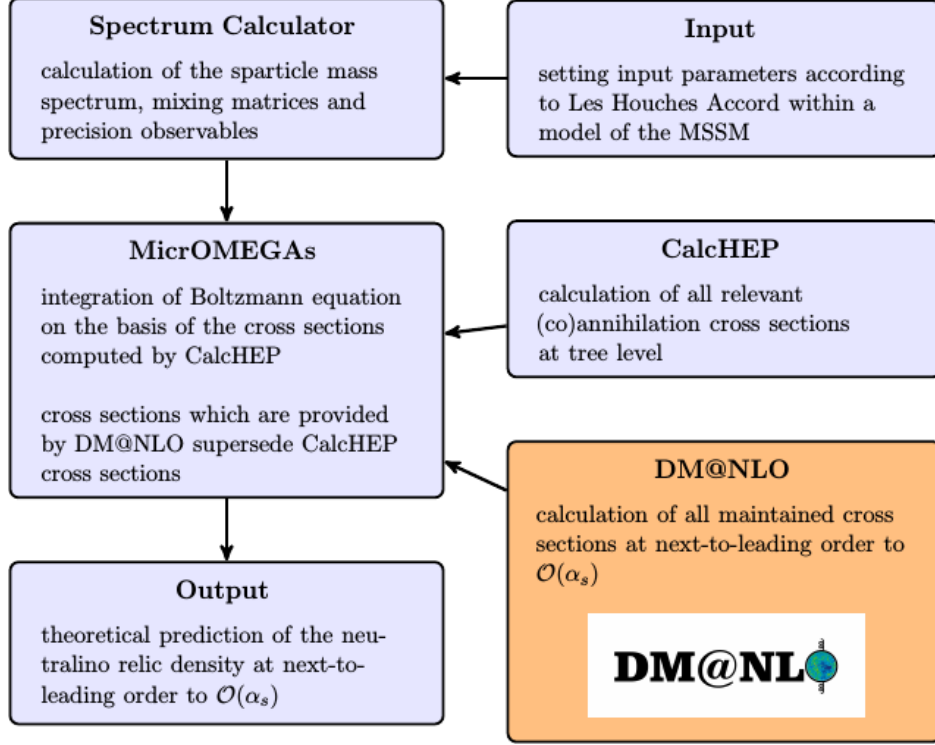 Spectrum Calculator
calculation of the sparticle mass
spectrum, mixing matrices and
precision observables
Input
setting input parameters according
to Les Houches Accord within a
model of the MSSM
MicrOMEGAs
integration of Boltzmann equation
on the basis of the cross sections
computed by CalcHEP
cross sections which are provided
by DM@NLO supersede CalcHEP
cross sections
CalcHEP
calculation of all relevant
(co)annihilation cross sections
at tree level
DM@NLO
calculation of all maintained cross
sections at next-to-leading order to
𝒪(αₛ)
DM@NLO
Output
theoretical prediction of the neu-
tralino relic density at next-to-
leading order to 𝒪(αₛ)